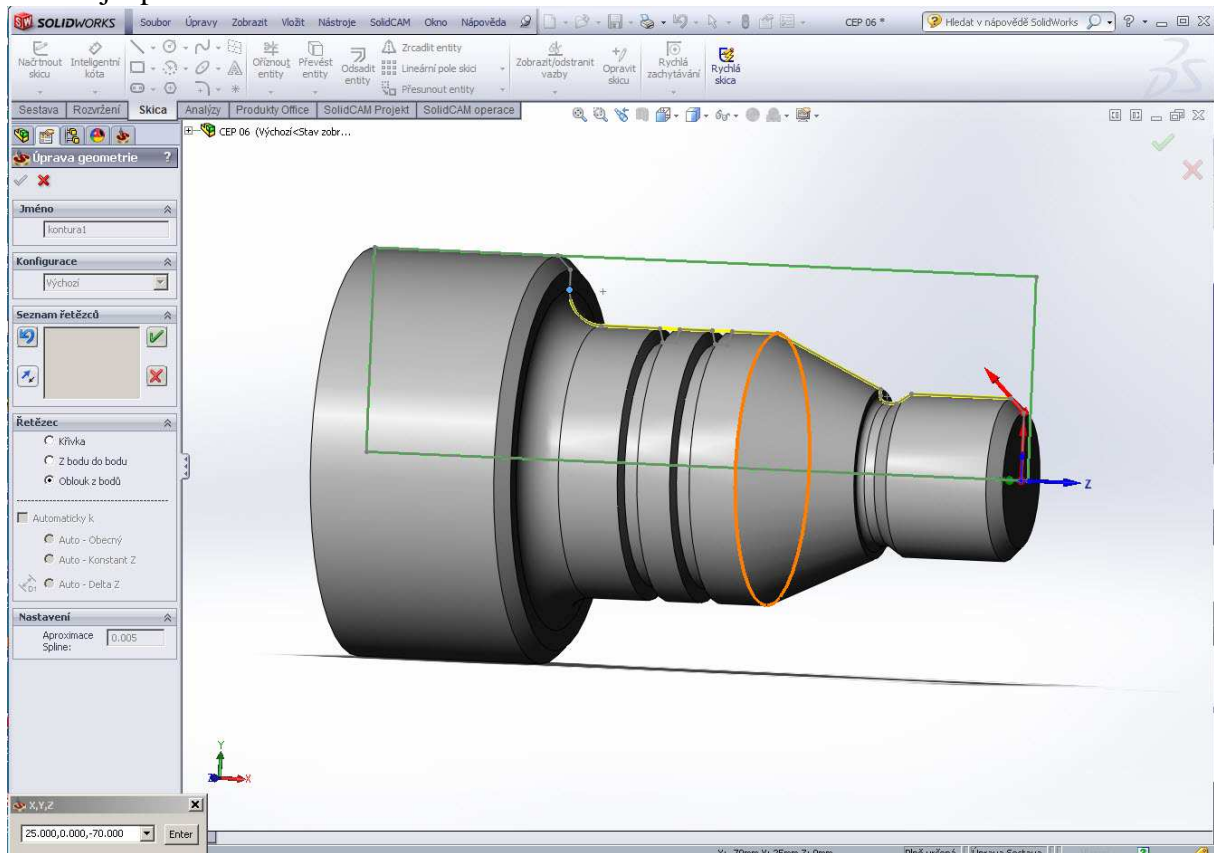 SOLIDWORKS Soubor Úpravy Zobrazit Vložit Nástroje SolidCAM Okno Nápověda CEP 06 * Hledat v nápovědě SolidWorks
Načrtnout skicu
Inteligentní kóta
Oříznout entity
Převést entity
Odsadit entity
Zrcadlit entity
Lineární pole skici
Přesunout entity
Zobrazit/odstranit vazby
Opravit skicu
Rychlá zachytávání
Rychlá skica
Sestava Rozvržení Skica Analýzy Produkty Office SolidCAM Projekt SolidCAM operace
CEP 06 (Výchozí<Stav zobr...
Úprava geometrie ?
Jméno
kontura1
Konfigurace
Výchozí
Seznam řetězců
Řetězec
Křivka
Z bodu do bodu
Oblouk z bodů
Automaticky k
Auto - Obecný
Auto - Konstant Z
Auto - Delta Z
Nastavení
Aproximace Spline: 0.005
Z
Y
Z X
X,Y,Z
25.000,0.000,-70.000 Enter